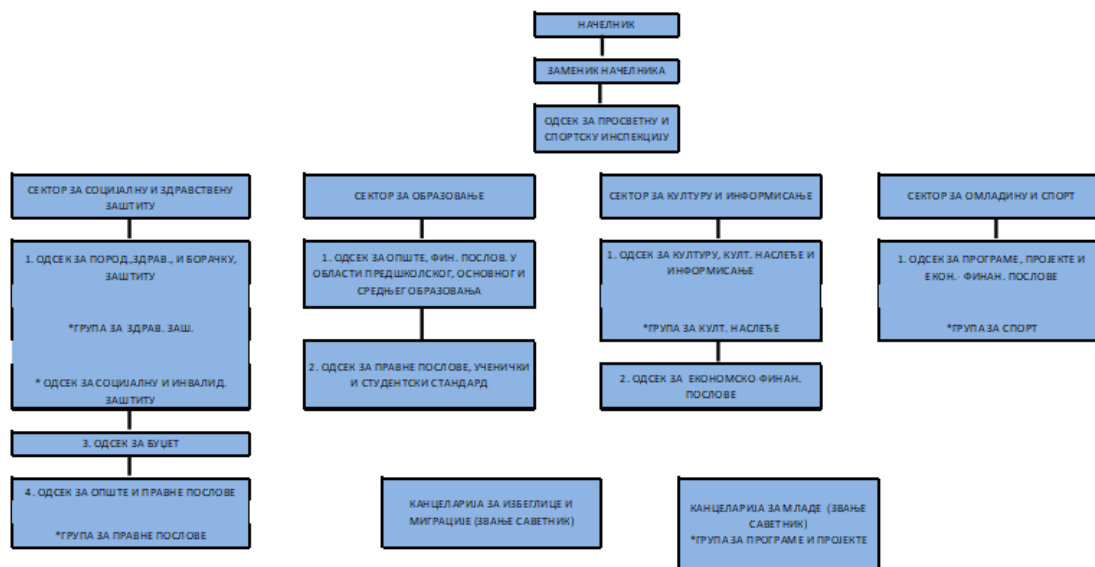 НАЧЕЛНИК
ЗАМЕНИК НАЧЕЛНИКА
ОДСЕК ЗА ПРОСВЕТНУ И
СПОРТСКУ ИНСПЕКЦИЈУ
СЕКТОР ЗА СОЦИЈАЛНУ И ЗДРАВСТВЕНУ
ЗАШТИТУ
1. ОДСЕК ЗА ПОРОД.,ЗДРАВ., И БОРАЧКУ,
ЗАШТИТУ
*ГРУПА ЗА ЗДРАВ. ЗАШ.
* ОДСЕК ЗА СОЦИЈАЛНУ И ИНВАЛИД.
ЗАШТИТУ
3. ОДСЕК ЗА БУЏЕТ
4. ОДСЕК ЗА ОПШТЕ И ПРАВНЕ ПОСЛОВЕ
*ГРУПА ЗА ПРАВНЕ ПОСЛОВЕ
СЕКТОР ЗА ОБРАЗОВАЊЕ
1. ОДСЕК ЗА ОПШТЕ, ФИН. ПОСЛОВ. У
ОБЛАСТИ ПРЕДШКОЛСКОГ, ОСНОВНОГ И
СРЕДЊЕГ ОБРАЗОВАЊА
2. ОДСЕК ЗА ПРАВНЕ ПОСЛОВЕ, УЧЕНИЧКИ
И СТУДЕНТСКИ СТАНДАРД
СЕКТОР ЗА КУЛТУРУ И ИНФОРМИСАЊЕ
1. ОДСЕК ЗА КУЛТУРУ, КУЛТ. НАСЛЕЂЕ И
ИНФОРМИСАЊЕ
*ГРУПА ЗА КУЛТ. НАСЛЕЂЕ
2. ОДСЕК ЗА ЕКОНОМСКО-ФИНАН.
ПОСЛОВЕ
СЕКТОР ЗА ОМЛАДИНУ И СПОРТ
1. ОДСЕК ЗА ПРОГРАМЕ, ПРОЈЕКТЕ И
ЕКОН.- ФИНАН. ПОСЛОВЕ
*ГРУПА ЗА СПОРТ
КАНЦЕЛАРИЈА ЗА ИЗБЕГЛИЦЕ И
МИГРАЦИЈЕ (ЗВАЊЕ САВЕТНИК)
КАНЦЕЛАРИЈА ЗА МЛАДЕ (ЗВАЊЕ
САВЕТНИК)
*ГРУПА ЗА ПРОГРАМЕ И ПРОЈЕКТЕ